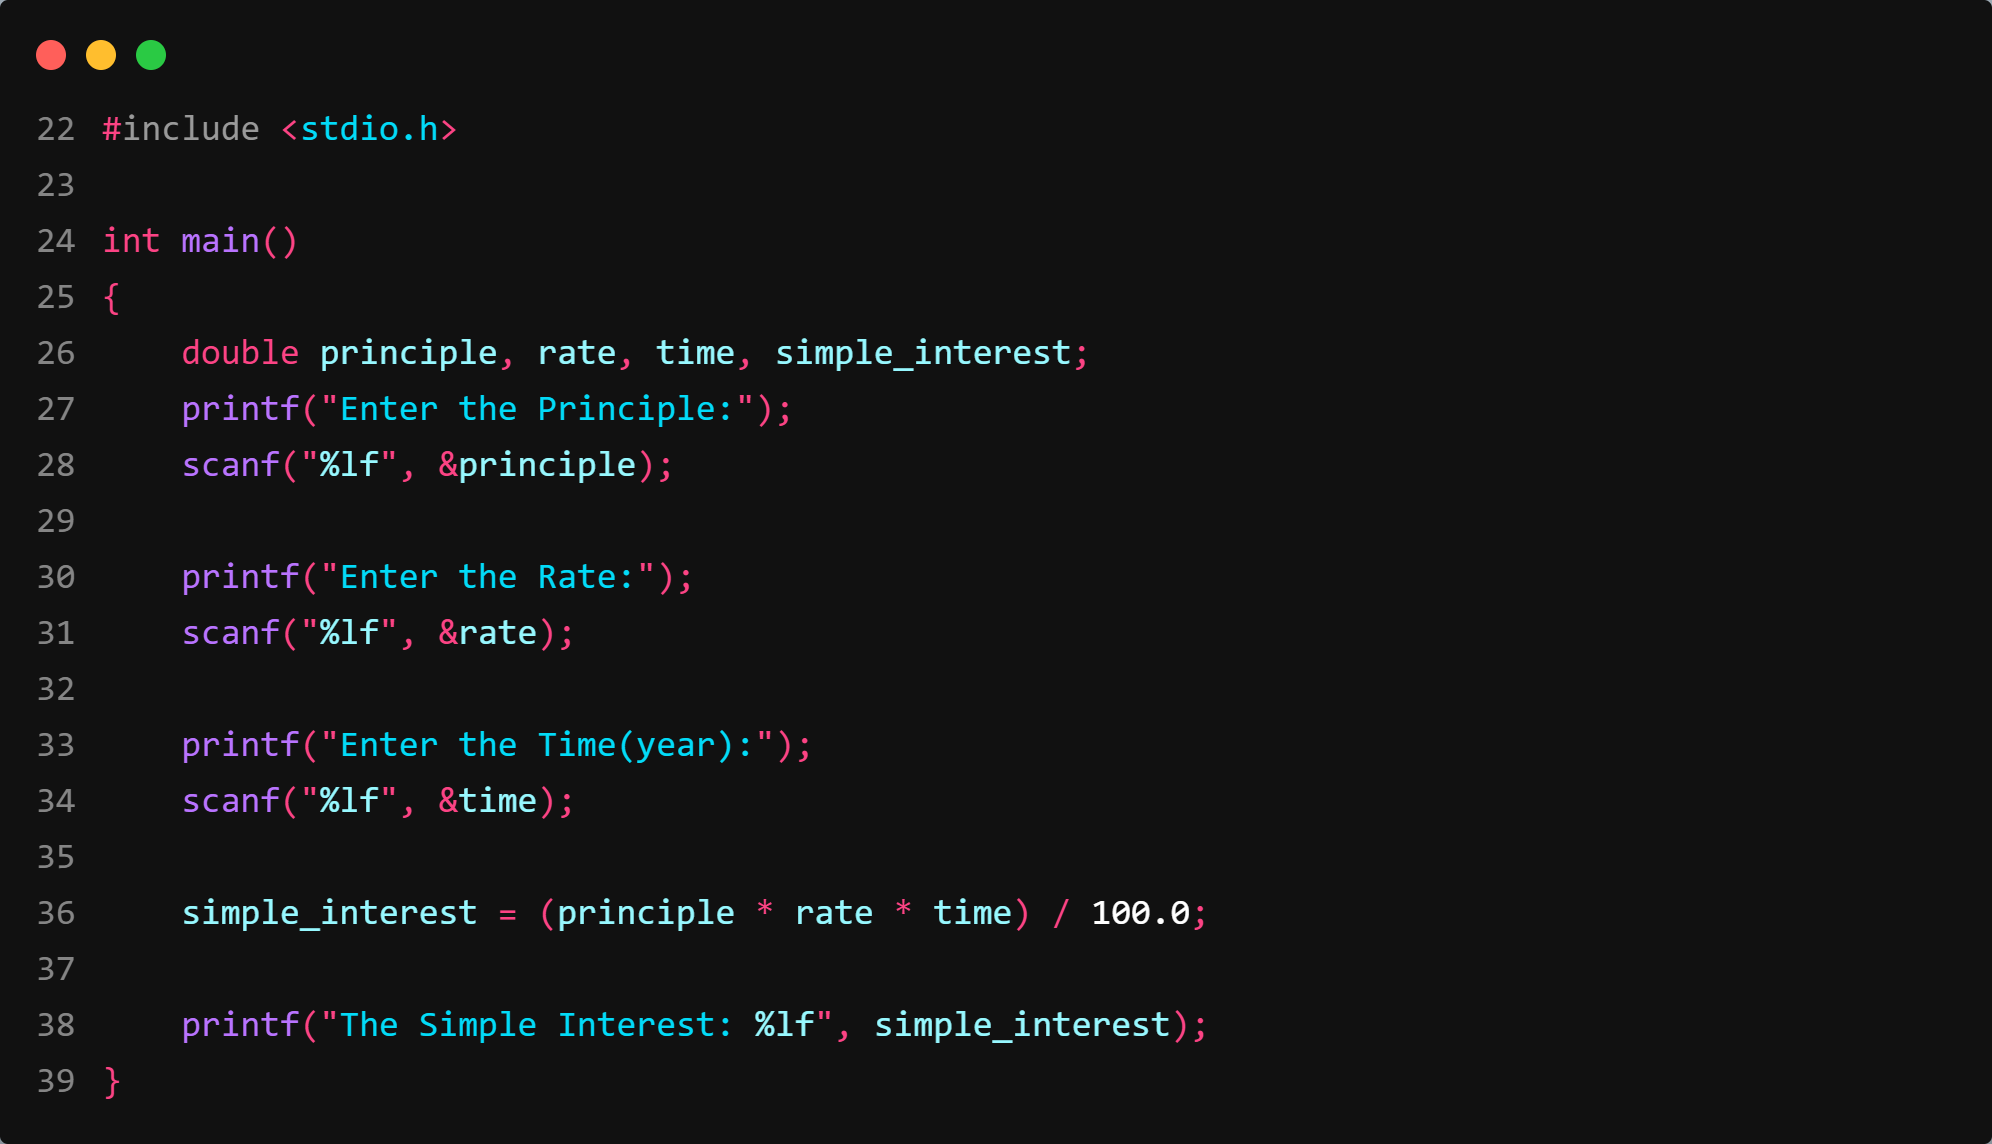 22 #include <stdio.h>
23
24 int main()
25 {
26     double principle, rate, time, simple_interest;
27     printf("Enter the Principle:");
28     scanf("%lf", &principle);
29
30     printf("Enter the Rate:");
31     scanf("%lf", &rate);
32
33     printf("Enter the Time(year):");
34     scanf("%lf", &time);
35
36     simple_interest = (principle * rate * time) / 100.0;
37
38     printf("The Simple Interest: %lf", simple_interest);
39 }